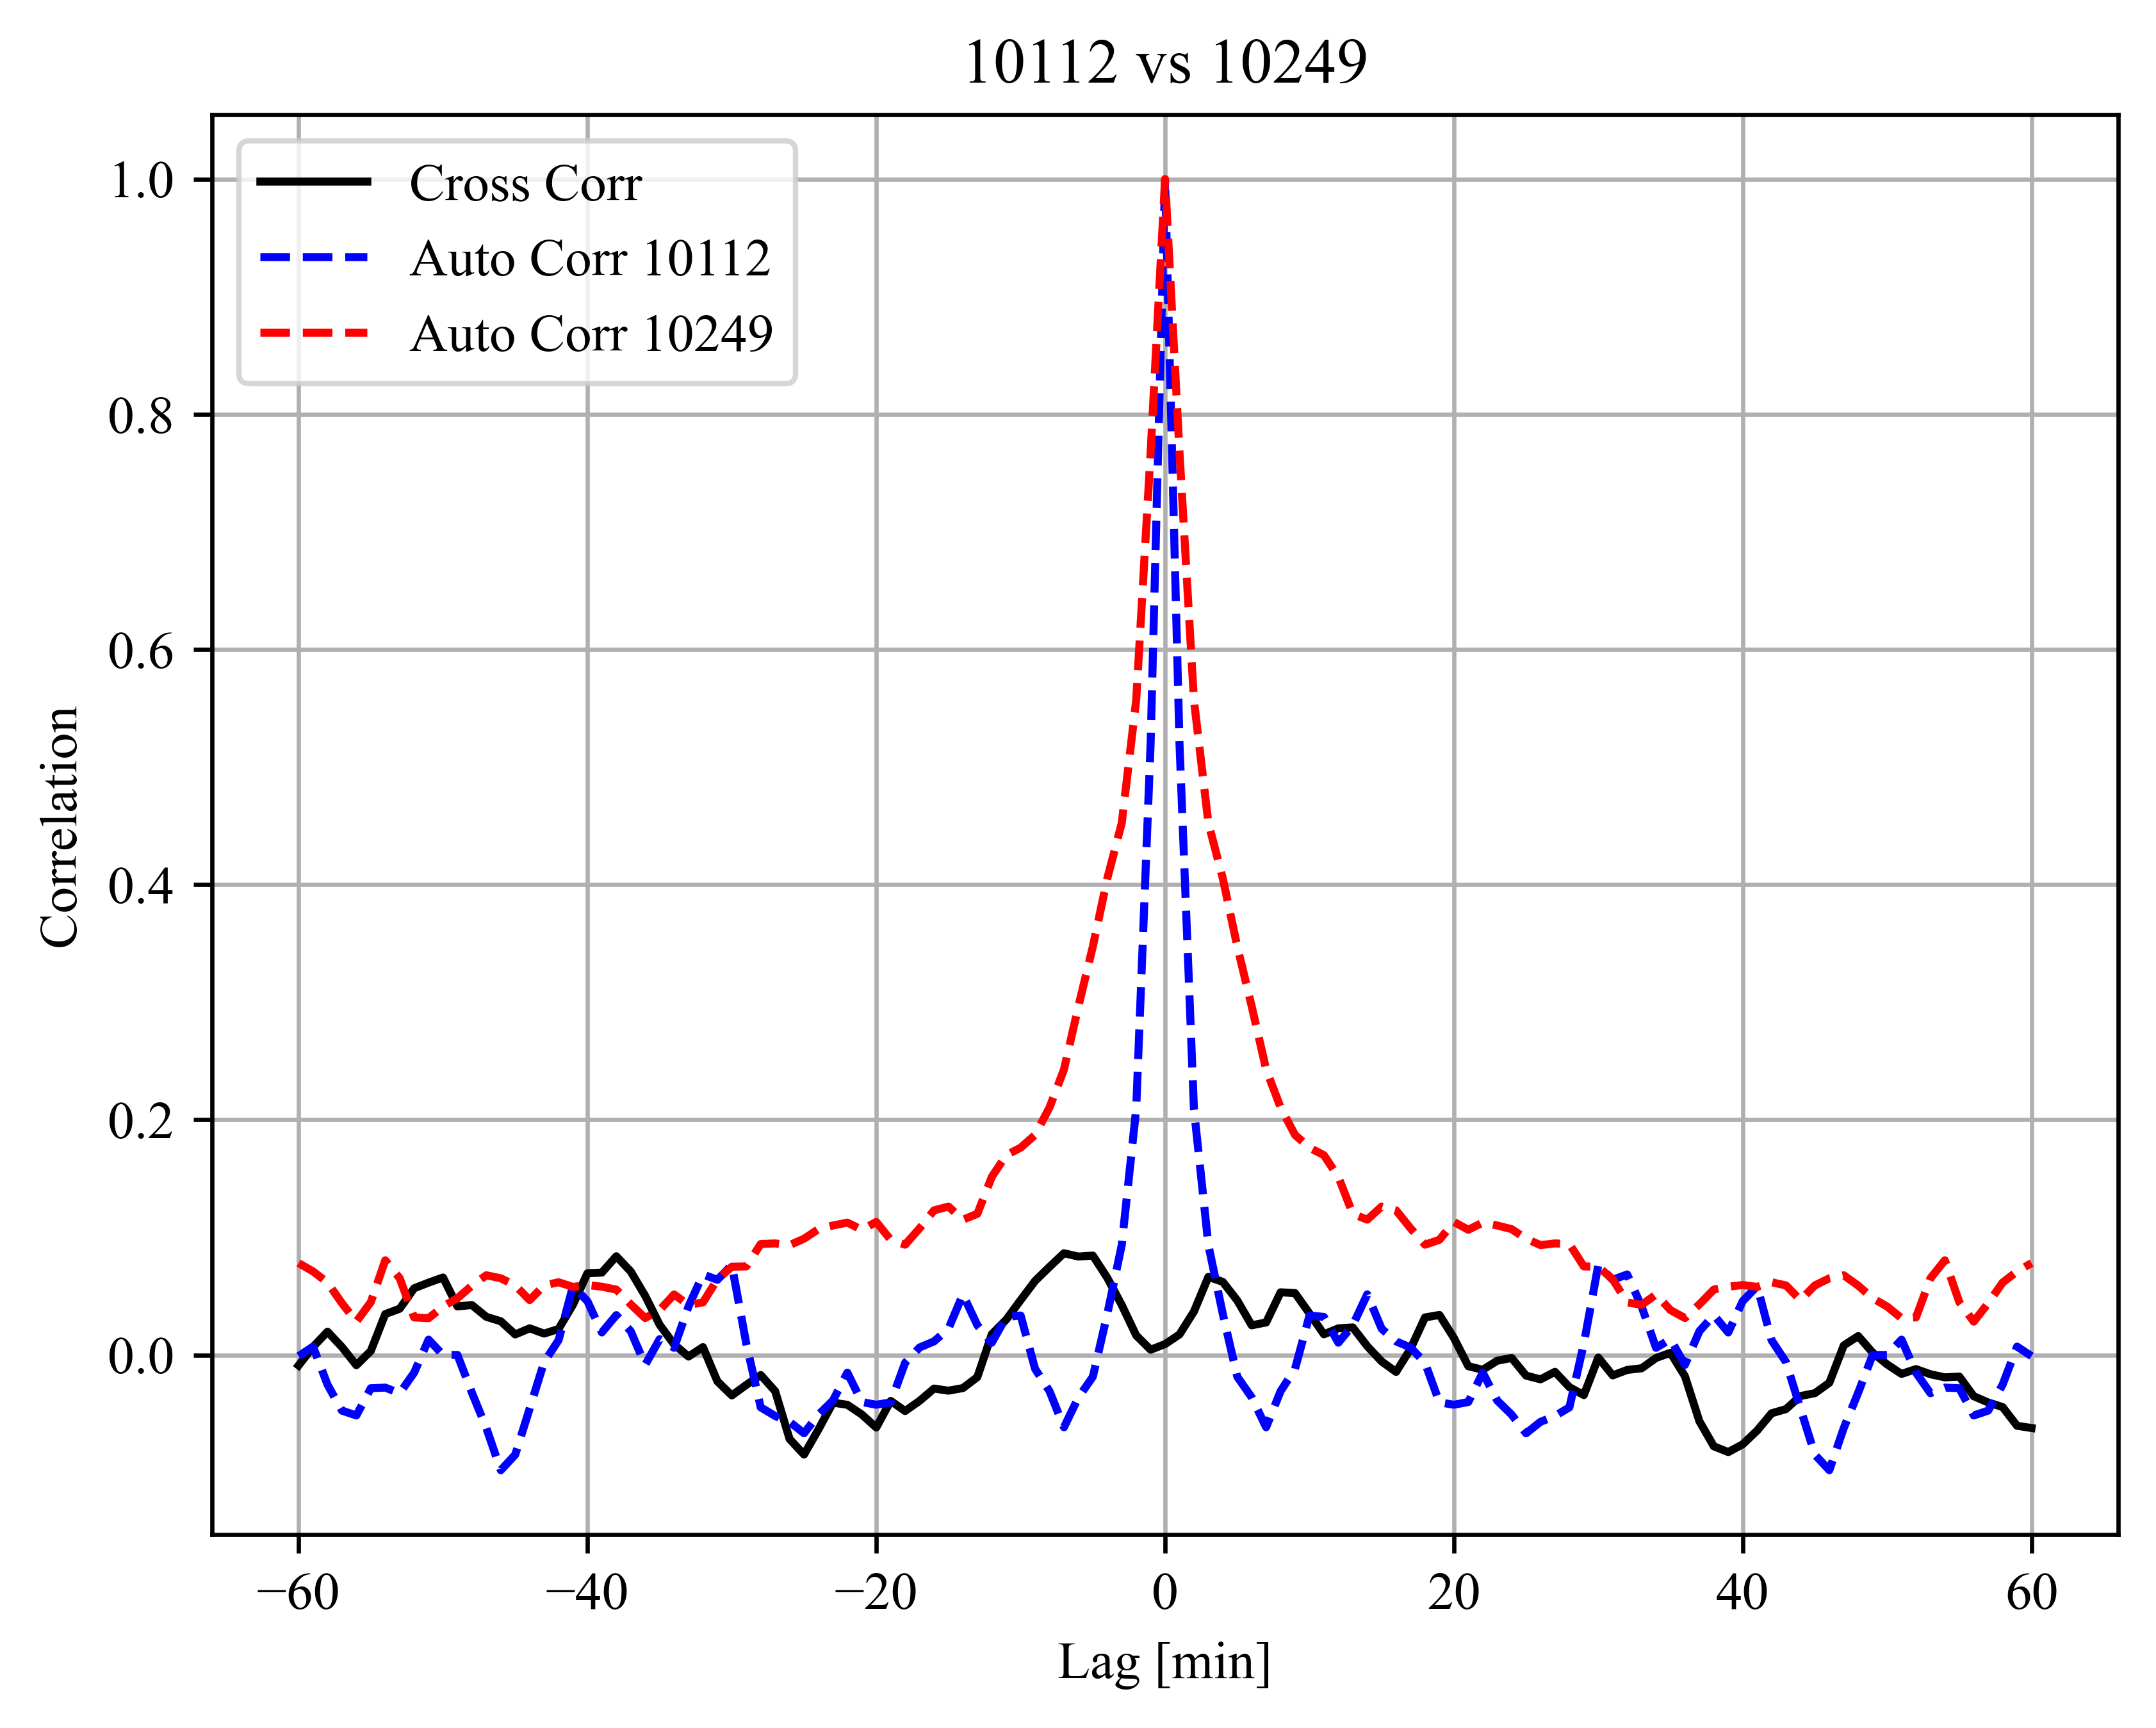 10112 vs 10249
Cross Corr
Auto Corr 10112
Auto Corr 10249
1.0
0.8
0.6
0.4
0.2
0.0
Correlation
−60 −40 −20 0 20 40 60
Lag [min]